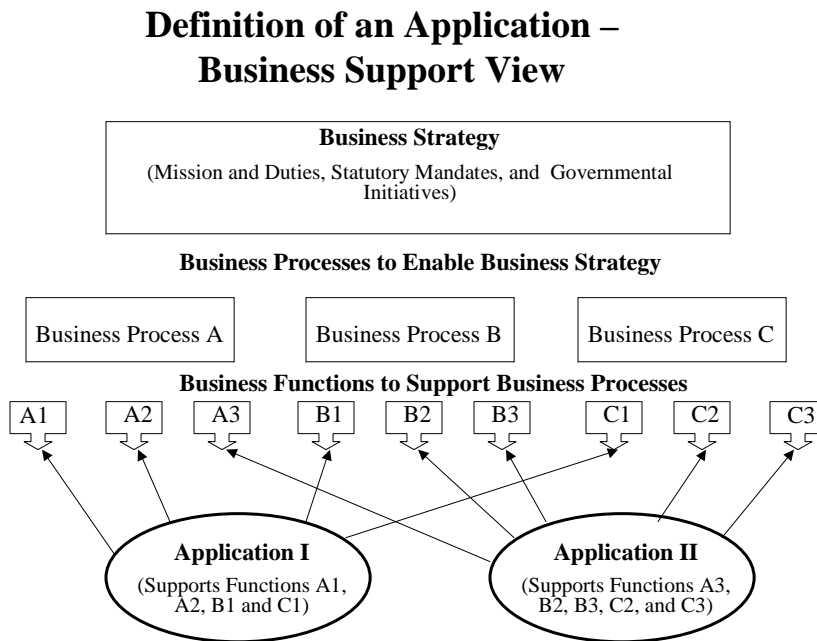 Definition of an Application –
Business Support View
Business Strategy
(Mission and Duties, Statutory Mandates, and Governmental
Initiatives)
Business Processes to Enable Business Strategy
Business Process A
Business Process B
Business Process C
Business Functions to Support Business Processes
A1
A2
A3
B1
B2
B3
C1
C2
C3
Application I
(Supports Functions A1,
A2, B1 and C1)
Application II
(Supports Functions A3,
B2, B3, C2, and C3)